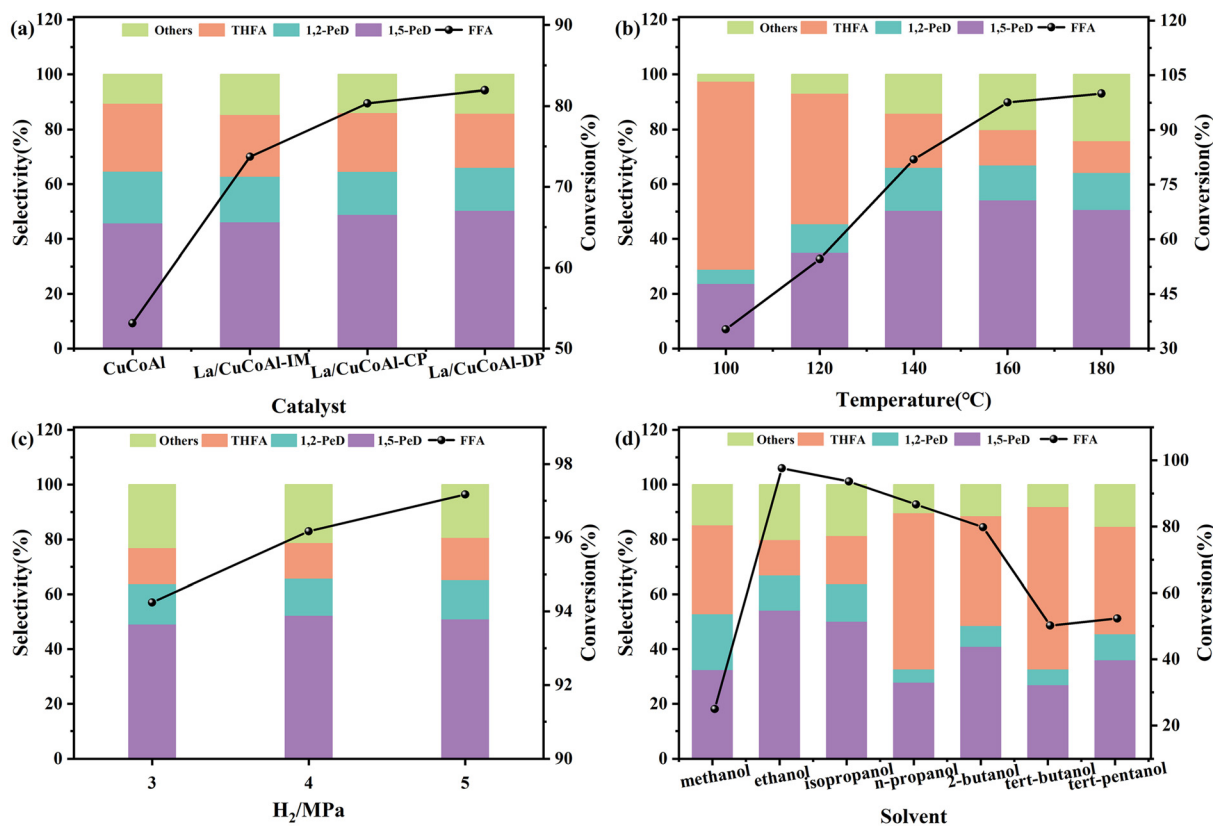 (a)
Others THFA 1,2-PeD 1,5-PeD FFA
120
100
80
60
40
20
0
Selectivity(%)
90
80
70
60
50
Conversion(%)
CuCoAl La/CuCoAl-IM La/CuCoAl-CP La/CuCoAl-DP
Catalyst
(b)
Others THFA 1,2-PeD 1,5-PeD FFA
120
100
80
60
40
20
0
Selectivity(%)
120
105
90
75
60
45
30
Conversion(%)
100 120 140 160 180
Temperature(°C)
(c)
Others THFA 1,2-PeD 1,5-PeD FFA
120
100
80
60
40
20
0
Selectivity(%)
98
96
94
92
90
Conversion(%)
3 4 5
H₂/MPa
(d)
Others THFA 1,2-PeD 1,5-PeD FFA
120
100
80
60
40
20
0
Selectivity(%)
100
80
60
40
20
Conversion(%)
methanol ethanol isopropanol n-propanol 2-butanol tert-butanol tert-pentanol
Solvent